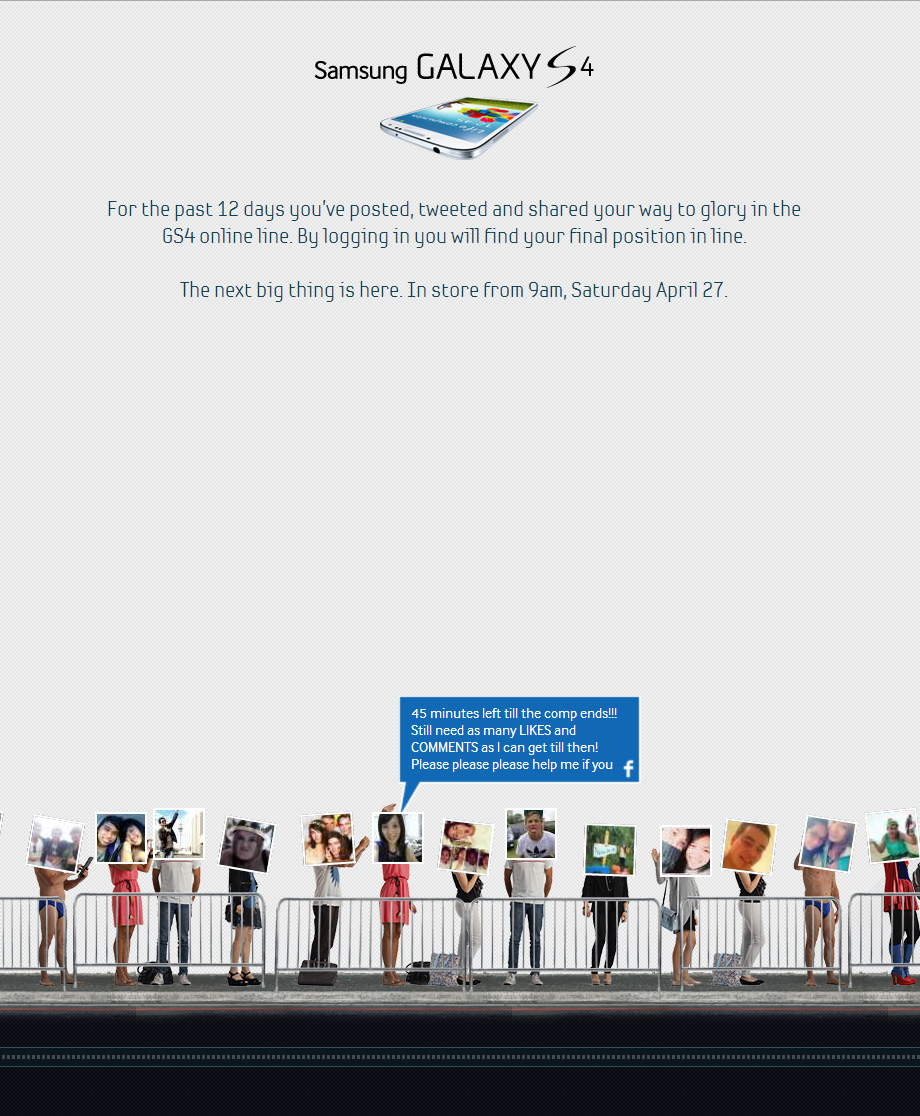 Samsung GALAXY S4
For the past 12 days you've posted, tweeted and shared your way to glory in the
GS4 online line. By logging in you will find your final position in line.
The next big thing is here. In store from 9am, Saturday April 27.
45 minutes left till the comp ends!!!
Still need as many LIKES and
COMMENTS as I can get till then!
Please please please help me if you
f